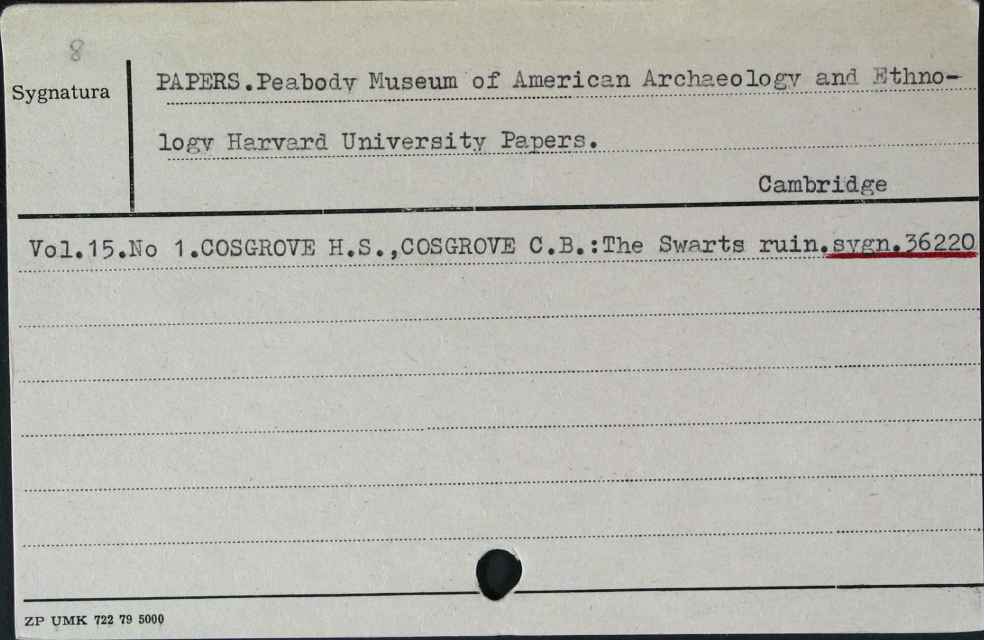 8
Sygnatura
PAPERS.Peabody Museum of American Archaeology and Ethno-
logy Harvard University Papers.
Cambridge
Vol.15.No 1.COSGROVE H.S.,COSGROVE C.B.:The Swarts ruin.sygn.36220
ZP UMK 722 79 5000